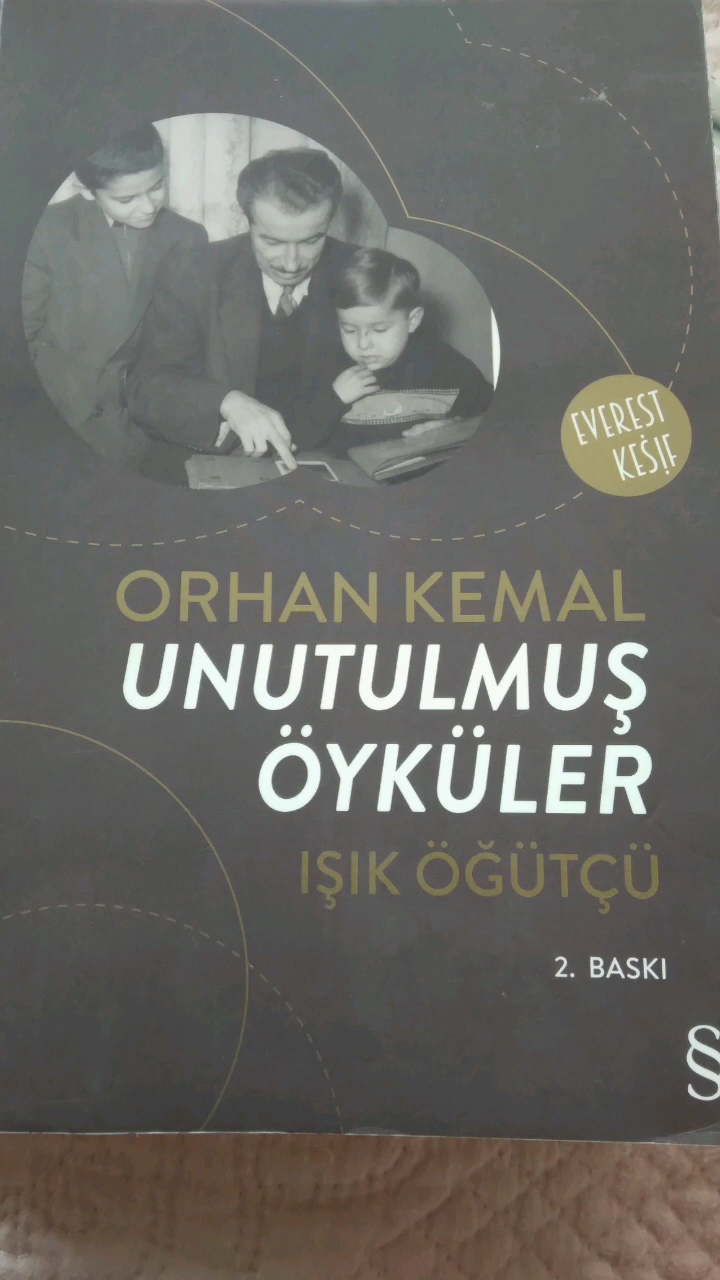 EVEREST
KEŞİF
ORHAN KEMAL
UNUTULMUŞ
ÖYKÜLER
IŞIK ÖĞÜTÇÜ
2. BASKI